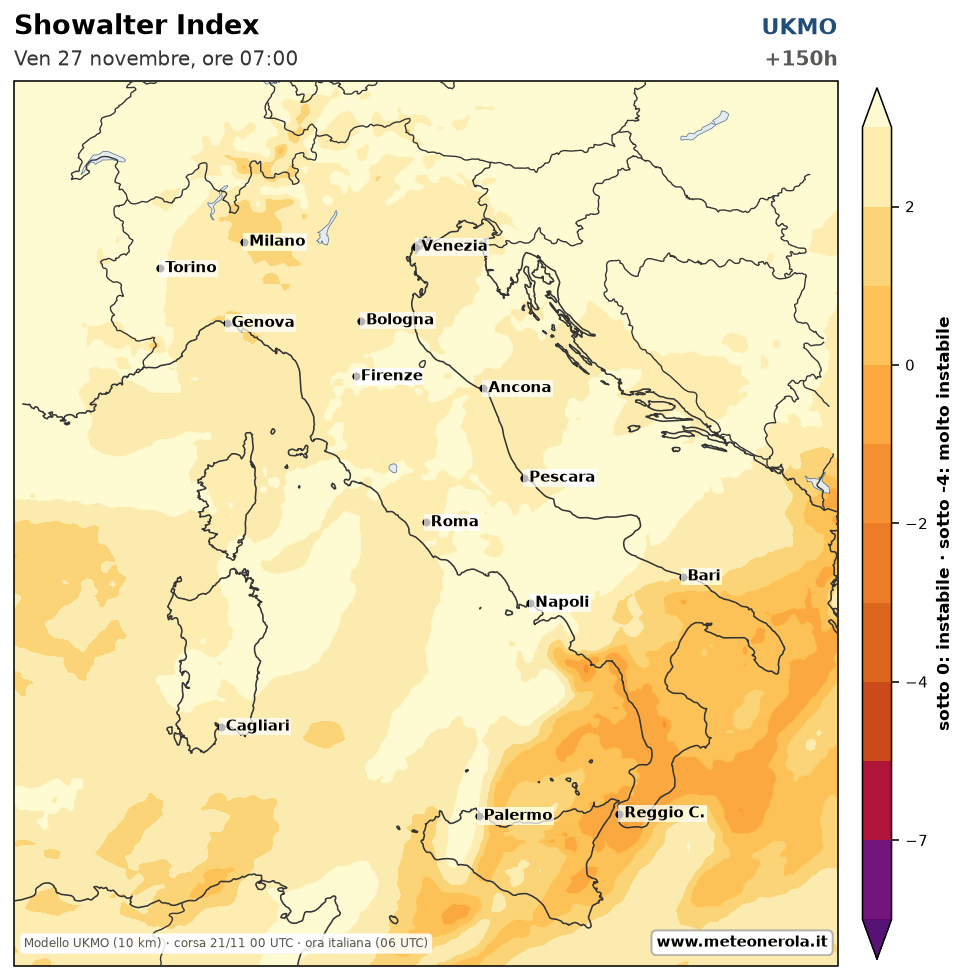 Showalter Index
UKMO
Ven 27 novembre, ore 07:00
+150h
Milano
Venezia
Torino
Genova
Bologna
Firenze
Ancona
Pescara
Roma
Bari
Napoli
Cagliari
Palermo
Reggio C.
2
0
−2
−4
−7
sotto 0: instabile · sotto -4: molto instabile
Modello UKMO (10 km) · corsa 21/11 00 UTC · ora italiana (06 UTC)
www.meteonerola.it